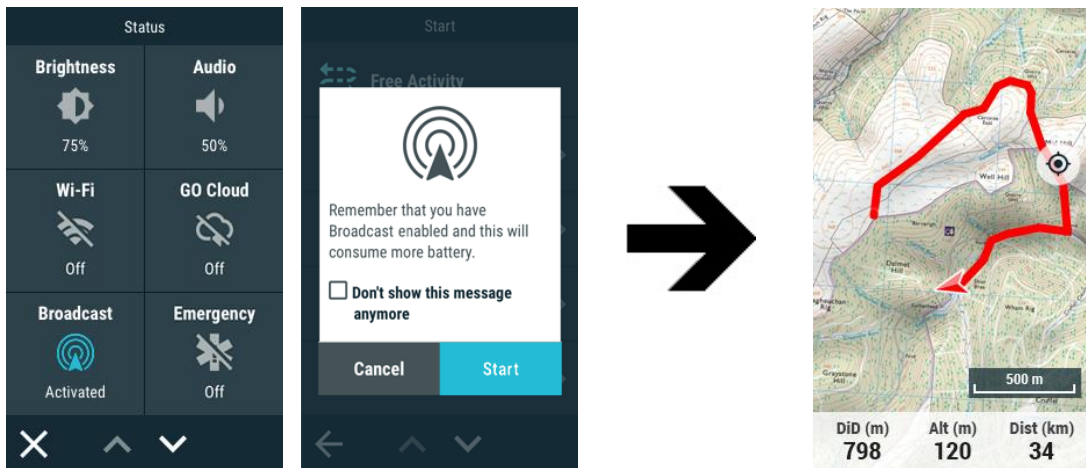 Status
Brightness
Audio
75%
50%
Wi-Fi
GO Cloud
Off
Off
Broadcast
Emergency
Activated
Off
Start
Free Activity
Remember that you have
Broadcast enabled and this will
consume more battery.
Don't show this message
anymore
Cancel
Start
Well Hill
Dalmet
Hill
Wham Rig
Graystone
Hill
500 m
DiD (m)
Alt (m)
Dist (km)
798
120
34